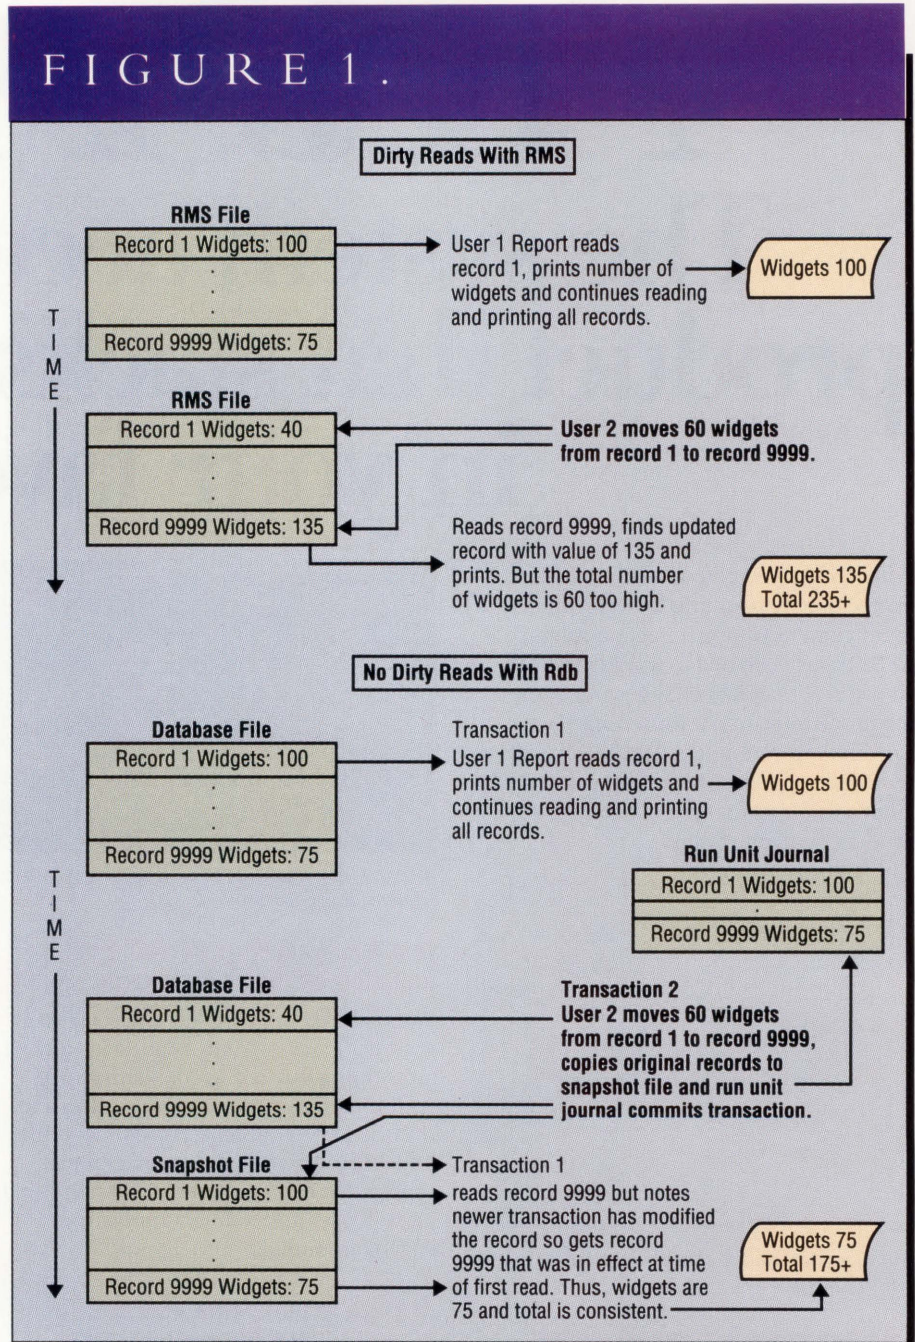 FIGURE 1.
Dirty Reads With RMS
RMS File
Record 1 Widgets: 100
.
.
.
Record 9999 Widgets: 75
User 1 Report reads
record 1, prints number of
widgets and continues reading
and printing all records.
Widgets 100
TIME
RMS File
Record 1 Widgets: 40
.
.
.
Record 9999 Widgets: 135
User 2 moves 60 widgets
from record 1 to record 9999.
Reads record 9999, finds updated
record with value of 135 and
prints. But the total number
of widgets is 60 too high.
Widgets 135
Total 235+
No Dirty Reads With Rdb
Database File
Record 1 Widgets: 100
.
.
.
Record 9999 Widgets: 75
Transaction 1
User 1 Report reads record 1,
prints number of widgets and
continues reading and printing
all records.
Widgets 100
Run Unit Journal
Record 1 Widgets: 100
.
Record 9999 Widgets: 75
TIME
Database File
Record 1 Widgets: 40
.
.
.
Record 9999 Widgets: 135
Transaction 2
User 2 moves 60 widgets
from record 1 to record 9999,
copies original records to
snapshot file and run unit
journal commits transaction.
Snapshot File
Record 1 Widgets: 100
.
.
.
Record 9999 Widgets: 75
Transaction 1
reads record 9999 but notes
newer transaction has modified
the record so gets record
9999 that was in effect at time
of first read. Thus, widgets are
75 and total is consistent.
Widgets 75
Total 175+